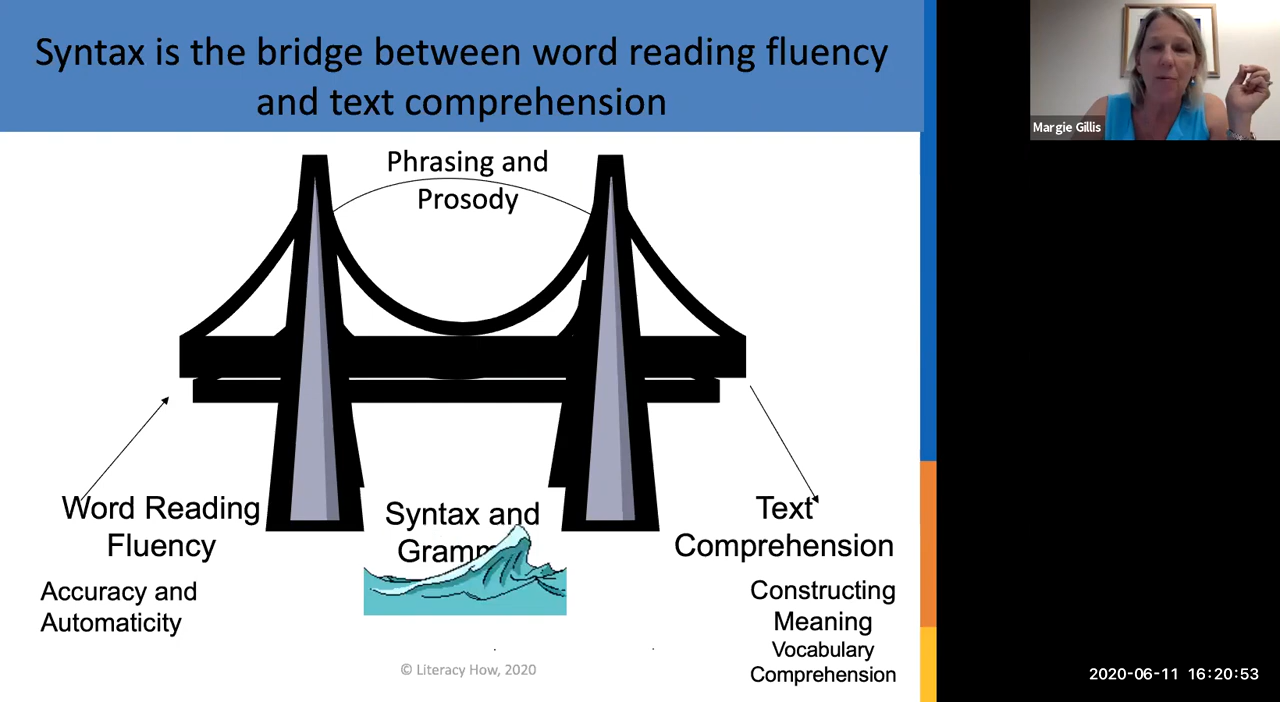 Syntax is the bridge between word reading fluency
and text comprehension
Margie Gillis
Phrasing and
Prosody
Word Reading
Fluency
Accuracy and
Automaticity
Syntax and
Text
Comprehension
Constructing
Meaning
Vocabulary
Comprehension
© Literacy How, 2020
2020-06-11 16:20:53